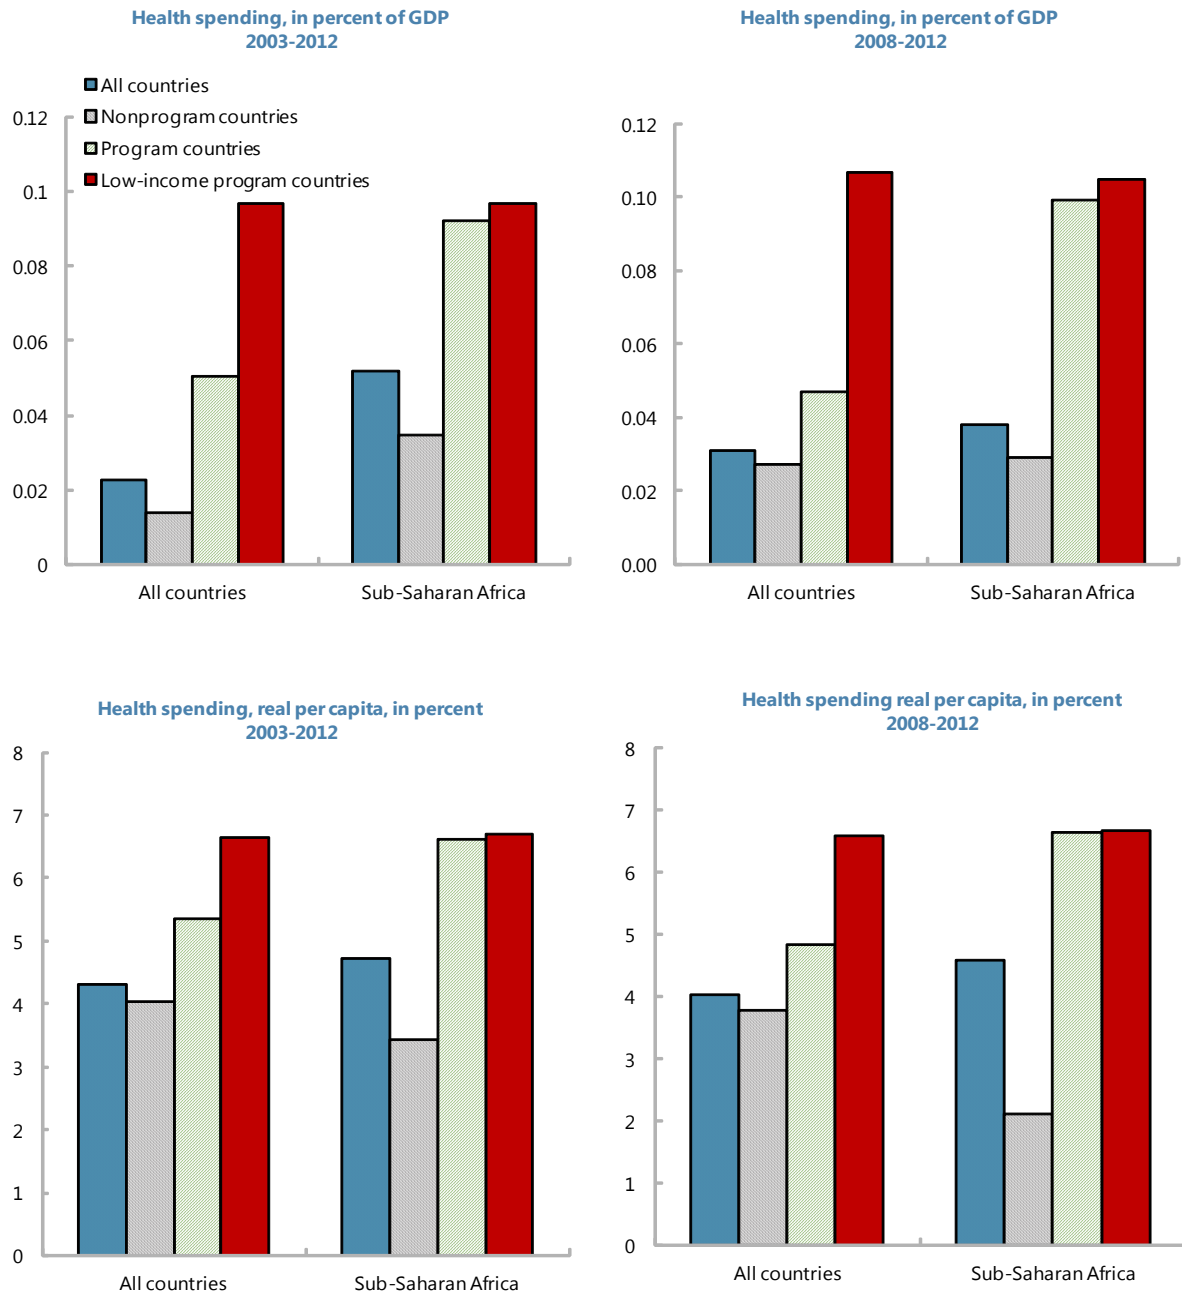 Health spending, in percent of GDP
2003-2012
All countries
Nonprogram countries
Program countries
Low-income program countries
0.12
0.1
0.08
0.06
0.04
0.02
0
All countries
Sub-Saharan Africa
Health spending, in percent of GDP
2008-2012
0.12
0.10
0.08
0.06
0.04
0.02
0.00
All countries
Sub-Saharan Africa
Health spending, real per capita, in percent
2003-2012
8
7
6
5
4
3
2
1
0
All countries
Sub-Saharan Africa
Health spending real per capita, in percent
2008-2012
8
7
6
5
4
3
2
1
0
All countries
Sub-Saharan Africa